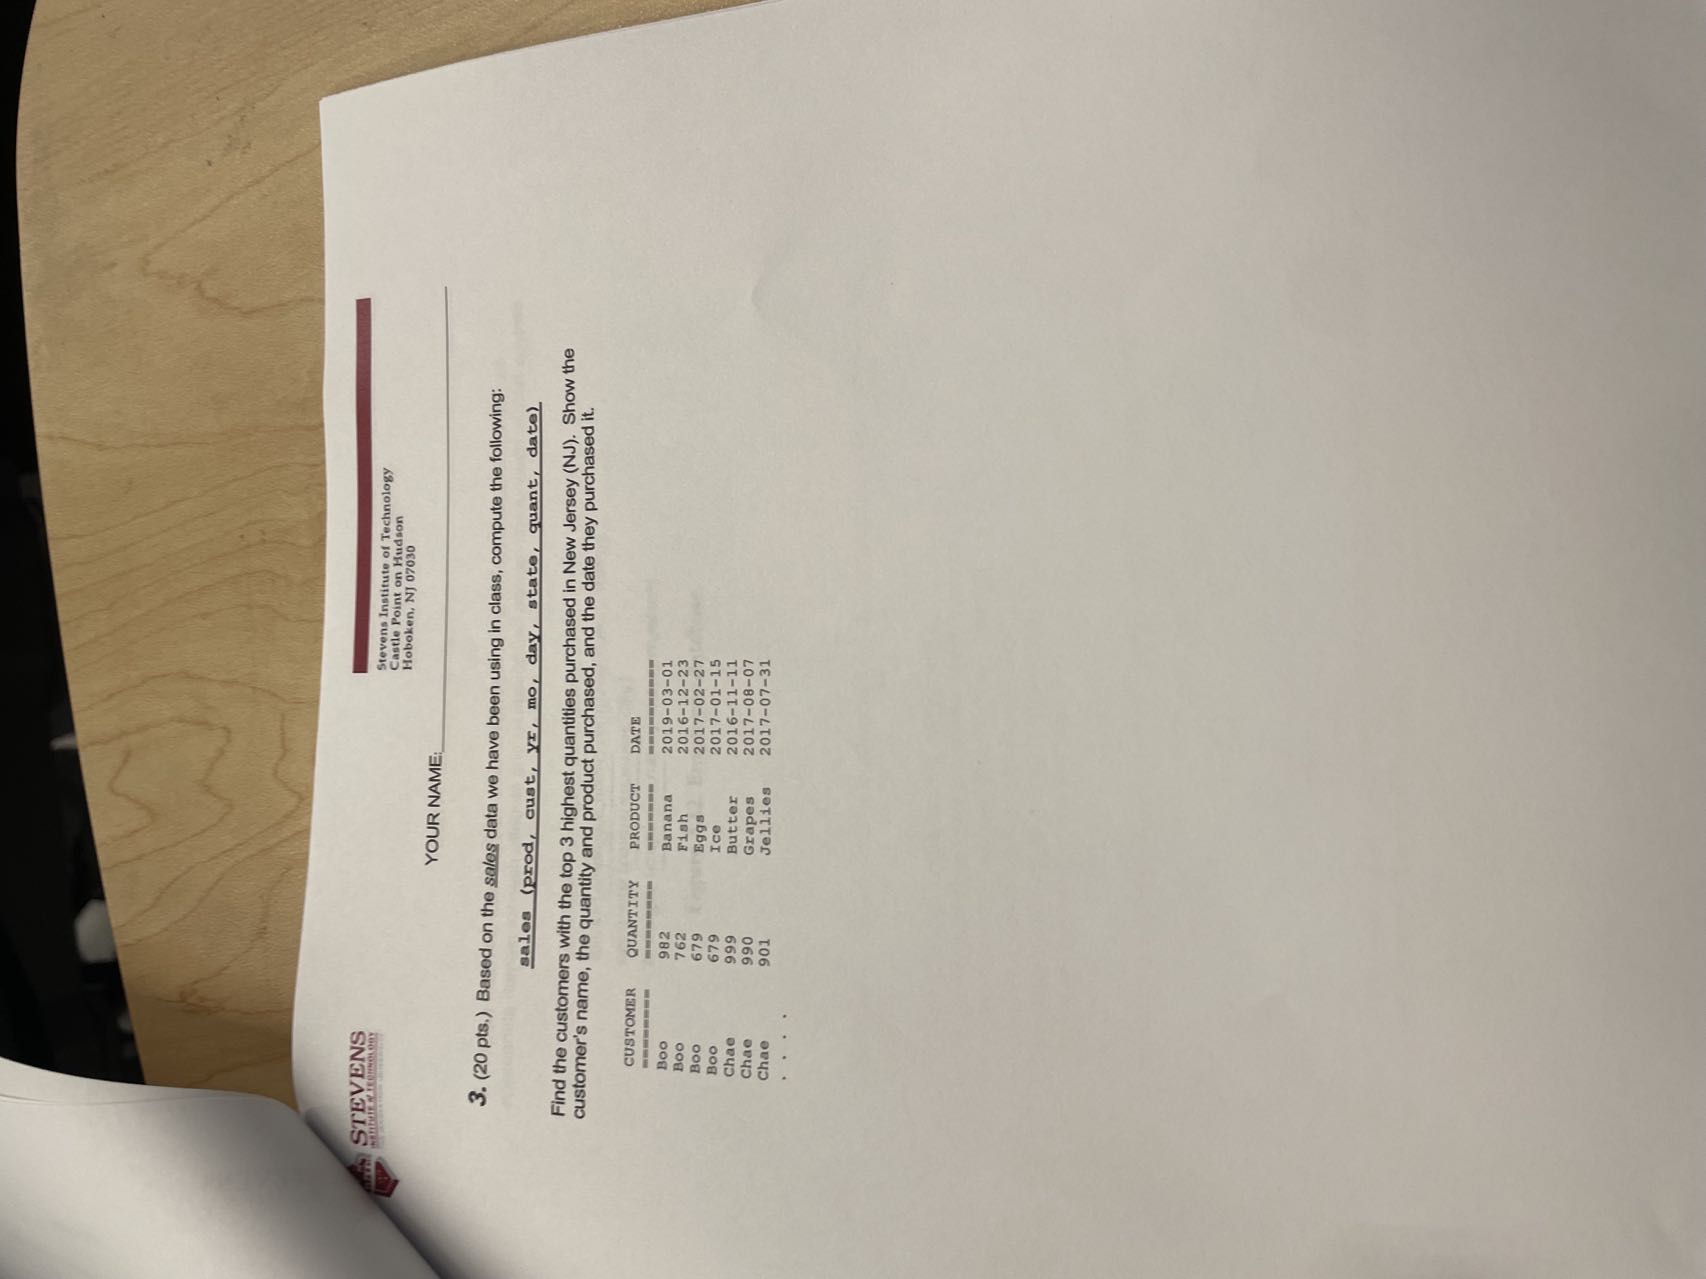 STEVENS
INSTITUTE of TECHNOLOGY
Stevens Institute of Technology
Castle Point on Hudson
Hoboken, NJ 07030
YOUR NAME:
3. (20 pts.) Based on the sales data we have been using in class, compute the following:
sales (prod, cust, yr, mo, day, state, quant, date)
Find the customers with the top 3 highest quantities purchased in New Jersey (NJ). Show the
customer's name, the quantity and product purchased, and the date they purchased it.
CUSTOMER QUANTITY PRODUCT DATE
======== ======== ======= ==========
Boo 982 Banana 2019-03-01
Boo 762 Fish 2016-12-23
Boo 679 Eggs 2017-02-27
Boo 679 Ice 2017-01-15
Chae 999 Butter 2016-11-11
Chae 990 Grapes 2017-08-07
Chae 901 Jellies 2017-07-31
. . . .